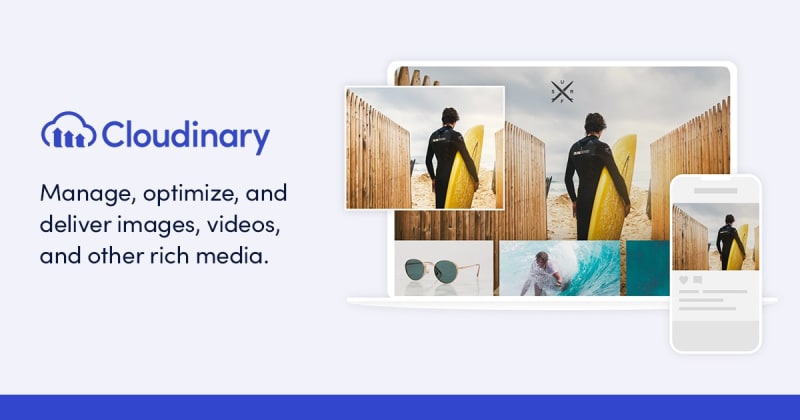 Cloudinary
Manage, optimize, and
deliver images, videos,
and other rich media.
U
S R
F